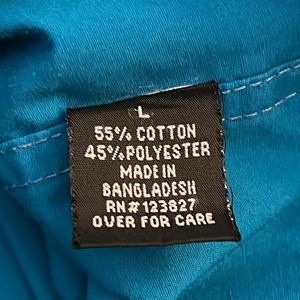 L
55% COTTON
45% POLYESTER
MADE IN
BANGLADESH
RN#123827
OVER FOR CARE